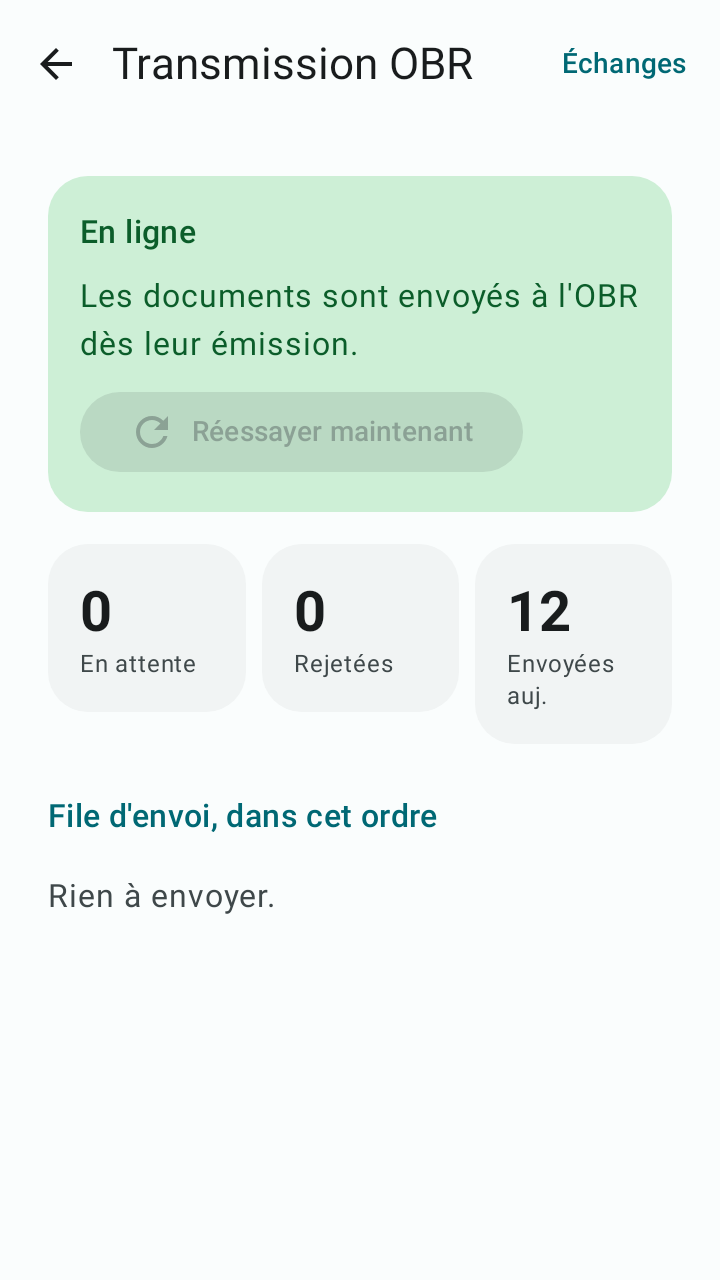 Transmission OBR
Échanges
En ligne
Les documents sont envoyés à l'OBR
dès leur émission.
Réessayer maintenant
0
En attente
0
Rejetées
12
Envoyées
auj.
File d'envoi, dans cet ordre
Rien à envoyer.